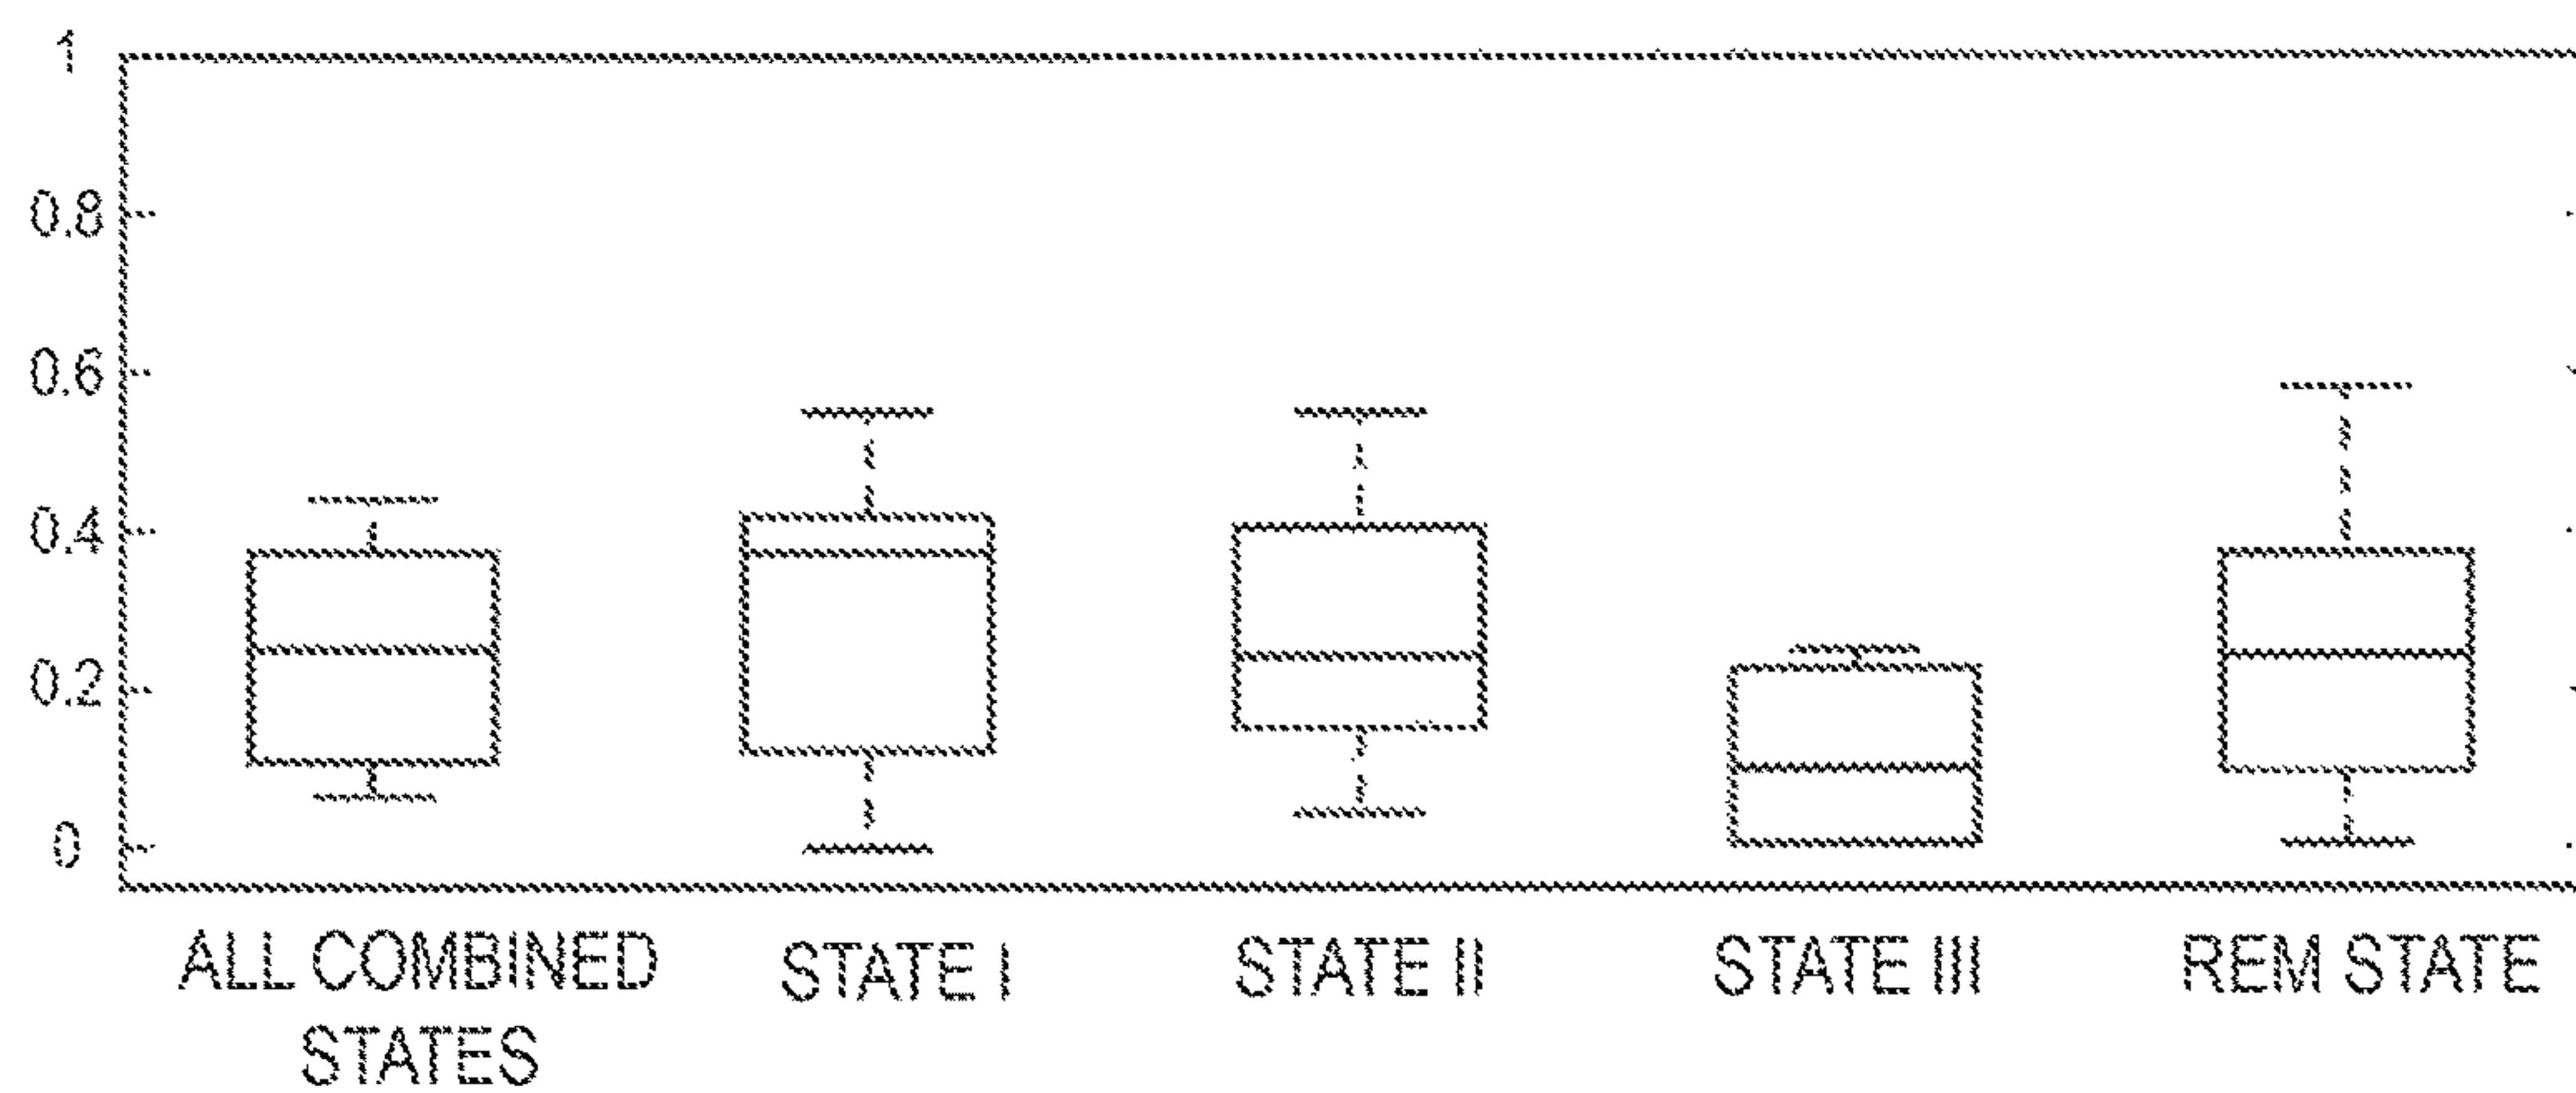 1
0.8
0.6
0.4
0.2
0
ALL COMBINED STATES
STATE I
STATE II
STATE III
REM STATE